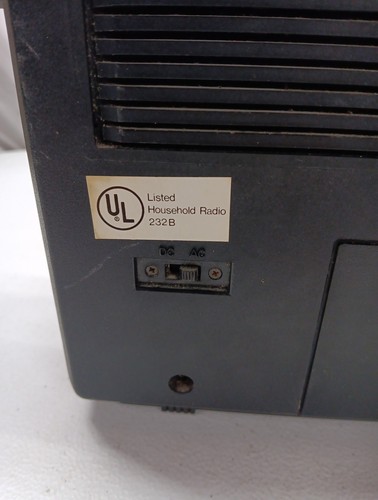 UL
Listed
Household Radio
232B
DC AC